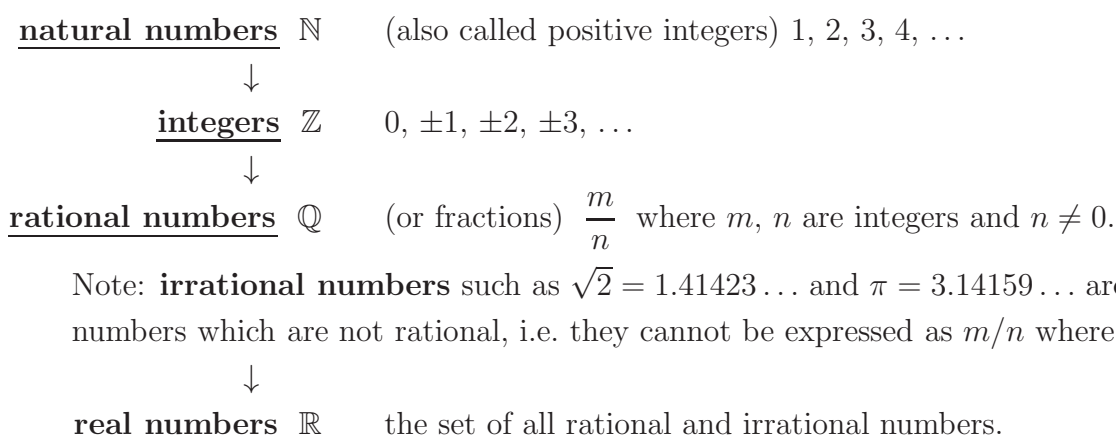 natural numbers ℕ (also called positive integers) 1, 2, 3, 4, …
↓
integers ℤ 0, ±1, ±2, ±3, …
↓
rational numbers ℚ (or fractions) m/n where m, n are integers and n ≠ 0.
Note: irrational numbers such as √2 = 1.41423… and π = 3.14159… are
numbers which are not rational, i.e. they cannot be expressed as m/n where
↓
real numbers ℝ the set of all rational and irrational numbers.